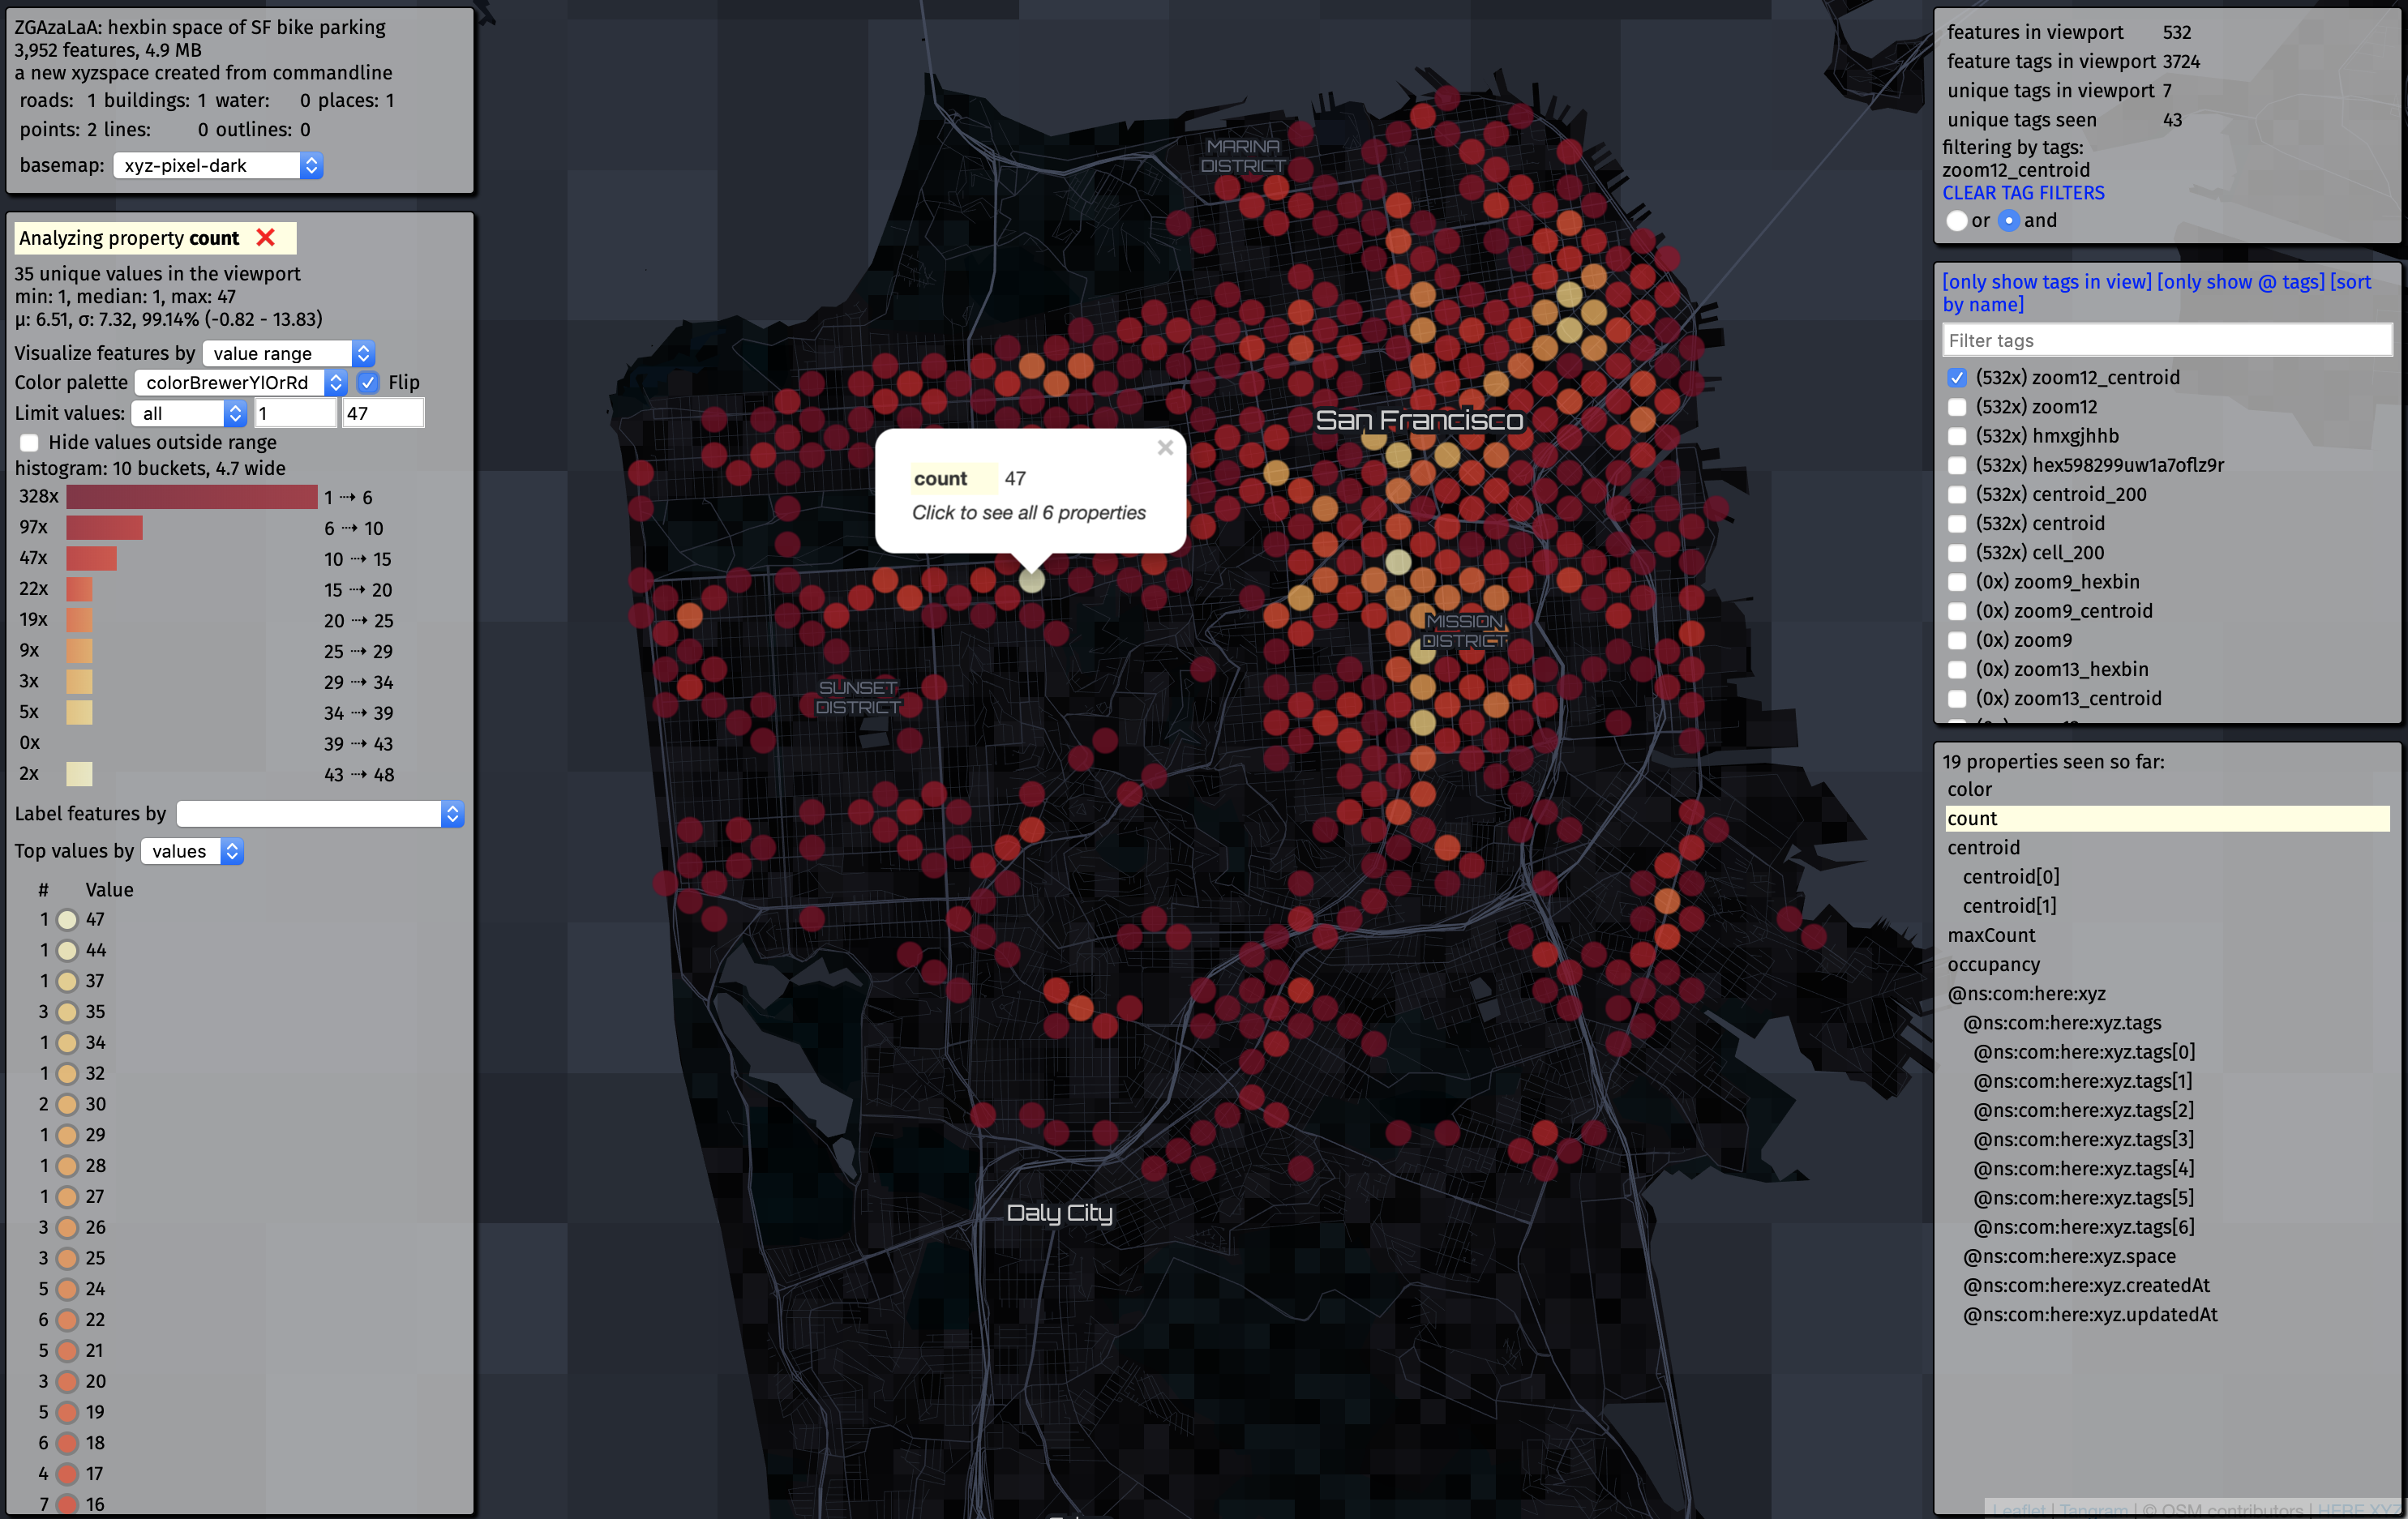 ZGAzaLaA: hexbin space of SF bike parking
3,952 features, 4.9 MB
a new xyzspace created from commandline
roads: 1 buildings: 1 water: 0 places: 1
points: 2 lines: 0 outlines: 0
basemap: xyz-pixel-dark
Analyzing property count ❌
35 unique values in the viewport
min: 1, median: 1, max: 47
μ: 6.51, σ: 7.32, 99.14% (-0.82 - 13.83)
Visualize features by value range
Color palette colorBrewerYlOrRd Flip
Limit values: all 1 47
Hide values outside range
histogram: 10 buckets, 4.7 wide
328x 1 ⇢ 6
97x 6 ⇢ 10
47x 10 ⇢ 15
22x 15 ⇢ 20
19x 20 ⇢ 25
9x 25 ⇢ 29
3x 29 ⇢ 34
5x 34 ⇢ 39
0x 39 ⇢ 43
2x 43 ⇢ 48
Label features by
Top values by values
# Value
1 47
1 44
1 37
3 35
1 34
1 32
2 30
1 29
1 28
1 27
3 26
3 25
5 24
6 22
5 21
3 20
5 19
6 18
4 17
7 16
MARINA
DISTRICT
San Francisco
×
count 47
Click to see all 6 properties
MISSION
DISTRICT
SUNSET
DISTRICT
Daly City
features in viewport 532
feature tags in viewport 3724
unique tags in viewport 7
unique tags seen 43
filtering by tags:
zoom12_centroid
CLEAR TAG FILTERS
or and
[only show tags in view] [only show @ tags] [sort
by name]
Filter tags
(532x) zoom12_centroid
(532x) zoom12
(532x) hmxgjhhb
(532x) hex598299uw1a7oflz9r
(532x) centroid_200
(532x) centroid
(532x) cell_200
(0x) zoom9_hexbin
(0x) zoom9_centroid
(0x) zoom9
(0x) zoom13_hexbin
(0x) zoom13_centroid
19 properties seen so far:
color
count
centroid
centroid[0]
centroid[1]
maxCount
occupancy
@ns:com:here:xyz
@ns:com:here:xyz.tags
@ns:com:here:xyz.tags[0]
@ns:com:here:xyz.tags[1]
@ns:com:here:xyz.tags[2]
@ns:com:here:xyz.tags[3]
@ns:com:here:xyz.tags[4]
@ns:com:here:xyz.tags[5]
@ns:com:here:xyz.tags[6]
@ns:com:here:xyz.space
@ns:com:here:xyz.createdAt
@ns:com:here:xyz.updatedAt
Leaflet | Tangram | © OSM contributors | HERE XYZ